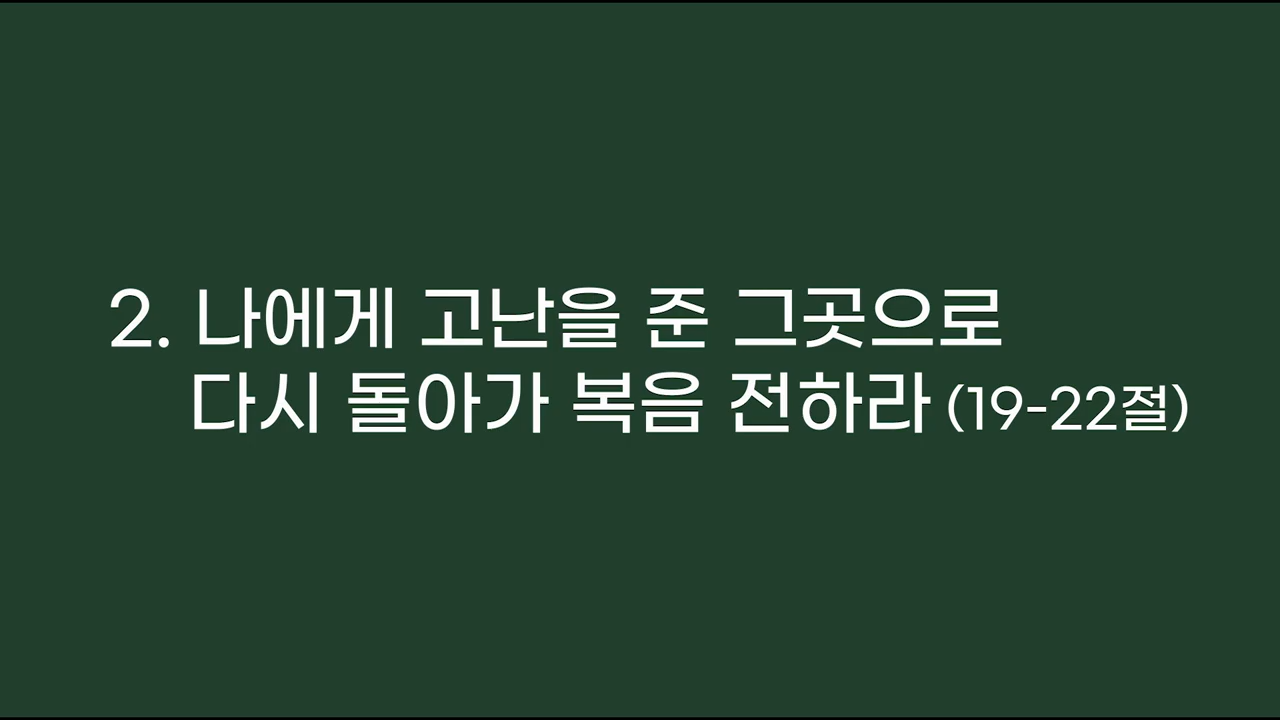 2. 나에게 고난을 준 그곳으로
다시 돌아가 복음 전하라 (19-22절)